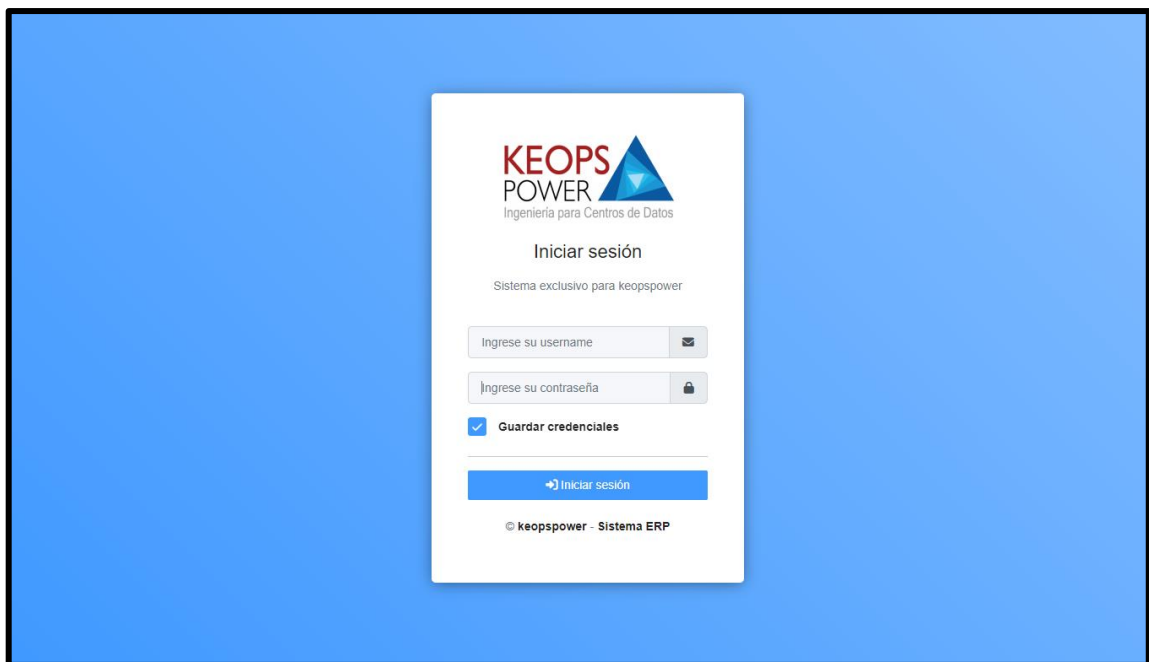 KEOPS
POWER
Ingeniería para Centros de Datos
Iniciar sesión
Sistema exclusivo para keopspower
Ingrese su username
Ingrese su contraseña
Guardar credenciales
Iniciar sesión
© keopspower - Sistema ERP